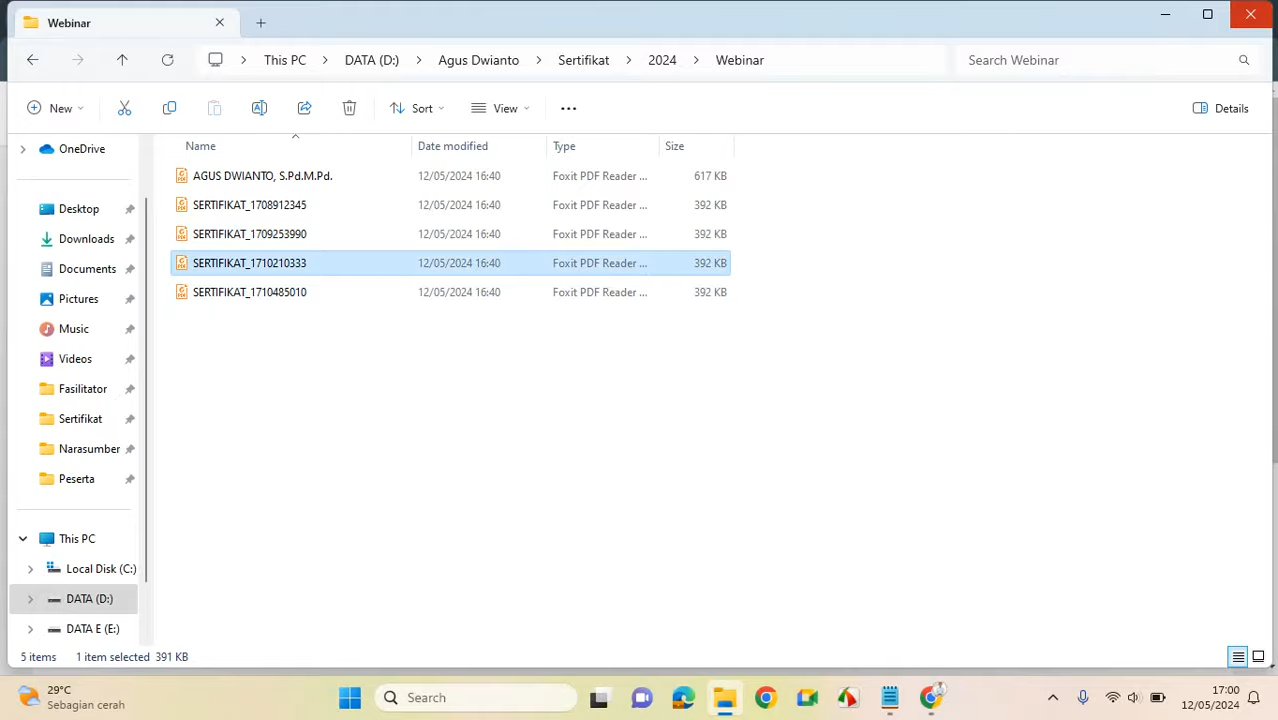 Webinar
This PC > DATA (D:) > Agus Dwianto > Sertifikat > 2024 > Webinar
Search Webinar
New
Sort
View
Details
Name Date modified Type Size
AGUS DWIANTO, S.Pd.M.Pd. 12/05/2024 16:40 Foxit PDF Reader ... 617 KB
SERTIFIKAT_1708912345 12/05/2024 16:40 Foxit PDF Reader ... 392 KB
SERTIFIKAT_1709253990 12/05/2024 16:40 Foxit PDF Reader ... 392 KB
SERTIFIKAT_1710210333 12/05/2024 16:40 Foxit PDF Reader ... 392 KB
SERTIFIKAT_1710485010 12/05/2024 16:40 Foxit PDF Reader ... 392 KB
OneDrive
Desktop
Downloads
Documents
Pictures
Music
Videos
Fasilitator
Sertifikat
Narasumber
Peserta
This PC
Local Disk (C:)
DATA (D:)
DATA E (E:)
5 items 1 item selected 391 KB
29°C
Sebagian cerah
Search
17:00
12/05/2024